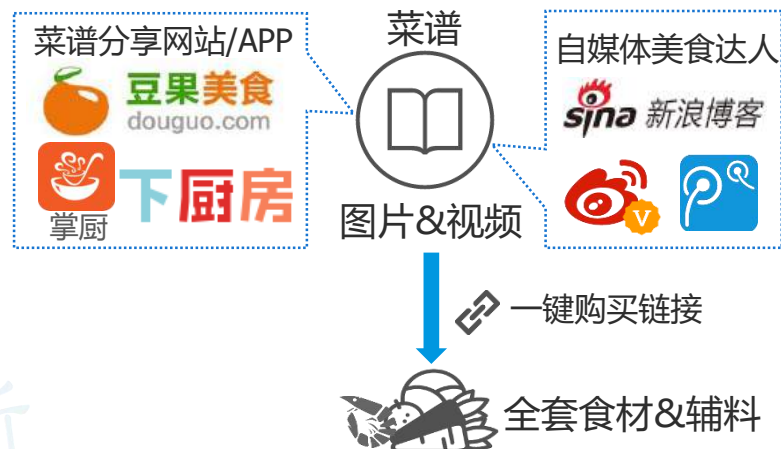 菜谱分享网站/APP
豆果美食
douguo.com
掌厨
下厨房
菜谱
图片&视频
自媒体美食达人
sina 新浪博客
V
一键购买链接
全套食材&辅料